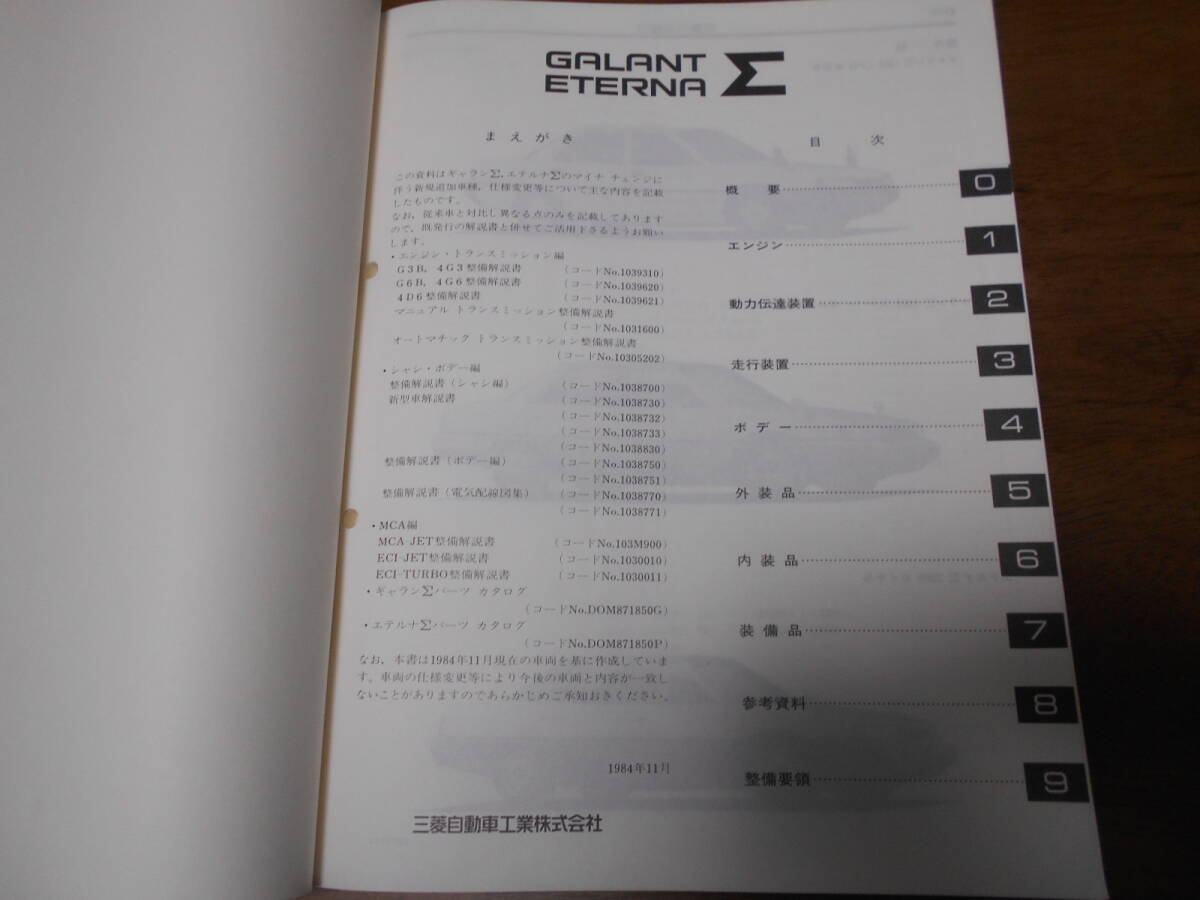 GALANT
ETERNA Σ
まえがき
この資料はギャランΣ，エテルナΣのマイナ チェンジに
伴う新規追加車種，仕様変更等について主な内容を記載
したものです。
なお，従来車と対比し異なる点のみを記載してあります
ので，既発行の解説書と併せてご活用下さるようお願い
します。
・エンジン・トランスミッション編
G3B，4G3整備解説書 （コードNo.1039310）
G6B，4G6整備解説書 （コードNo.1039620）
4D6整備解説書 （コードNo.1039621）
マニュアル トランスミッション整備解説書
（コードNo.1031600）
オートマチック トランスミッション整備解説書
（コードNo.10305202）
・シャシ・ボデー編
整備解説書（シャシ編） （コードNo.1038700）
新型車解説書 （コードNo.1038730）
（コードNo.1038732）
（コードNo.1038733）
（コードNo.1038830）
整備解説書（ボデー編） （コードNo.1038750）
（コードNo.1038751）
整備解説書（電気配線図集） （コードNo.1038770）
（コードNo.1038771）
・MCA編
MCA-JET整備解説書 （コードNo.103M900）
ECI-JET整備解説書 （コードNo.1030010）
ECI-TURBO整備解説書 （コードNo.1030011）
・ギャランΣパーツ カタログ
（コードNo.DOM871850G）
・エテルナΣパーツ カタログ
（コードNo.DOM871850P）
なお，本書は1984年11月現在の車両を基に作成していま
す。車両の仕様変更等により今後の車両と内容が一致し
ないことがありますのであらかじめご承知おきください。
1984年11月
三菱自動車工業株式会社
目 次
概 要 0
エンジン 1
動力伝達装置 2
走行装置 3
ボデー 4
外装品 5
内装品 6
装備品 7
参考資料 8
整備要領 9